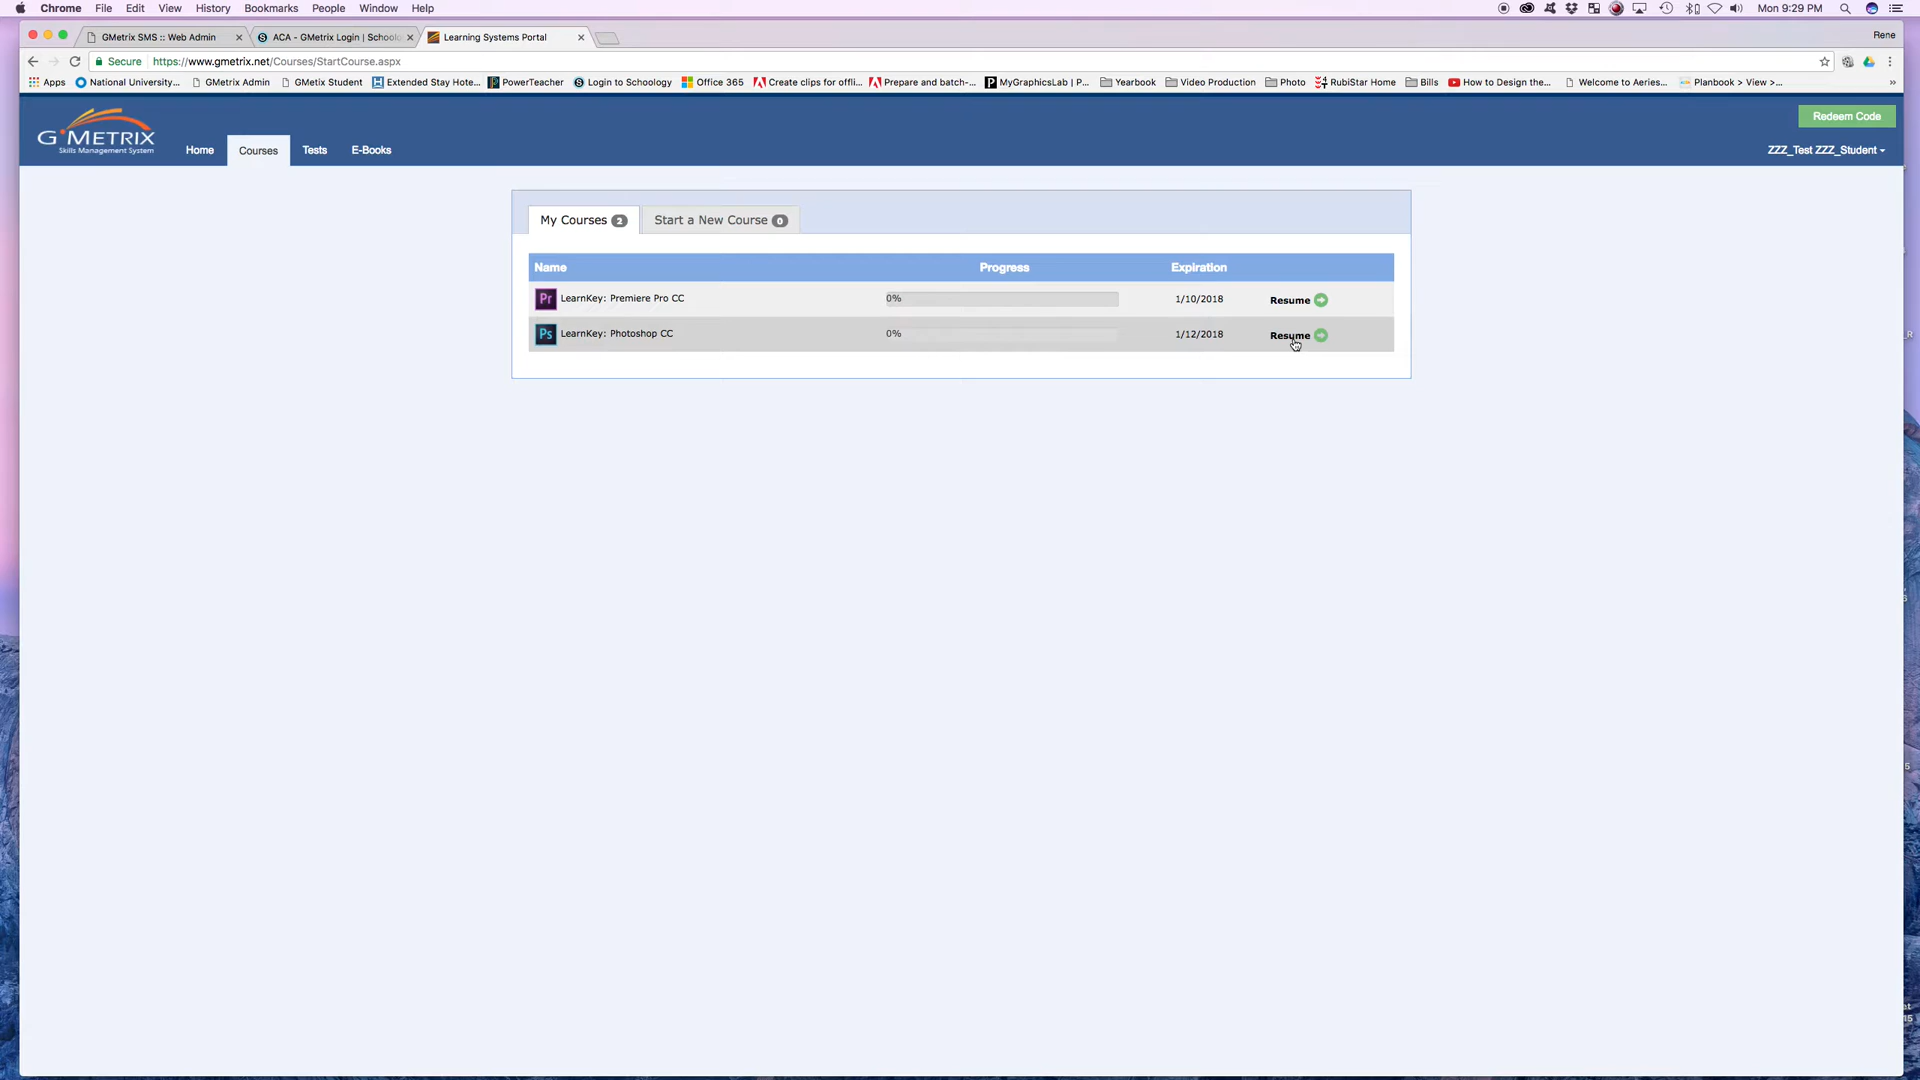 Chrome File Edit View History Bookmarks People Window Help Mon 9:29 PM
GMetrix SMS :: Web Admin ACA - GMetrix Login | Schoolo Learning Systems Portal Rene
Secure https://www.gmetrix.net/Courses/StartCourse.aspx
Apps National University... GMetrix Admin GMetix Student Extended Stay Hote... PowerTeacher Login to Schoology Office 365 Create clips for offli... Prepare and batch-... MyGraphicsLab | P... Yearbook Video Production Photo RubiStar Home Bills How to Design the... Welcome to Aeries... Planbook > View >... »
Redeem Code
GMETRIX
Skills Management System
Home Courses Tests E-Books ZZZ_Test ZZZ_Student
My Courses 2 Start a New Course 0
Name Progress Expiration
Pr LearnKey: Premiere Pro CC 0% 1/10/2018 Resume
Ps LearnKey: Photoshop CC 0% 1/12/2018 Resume